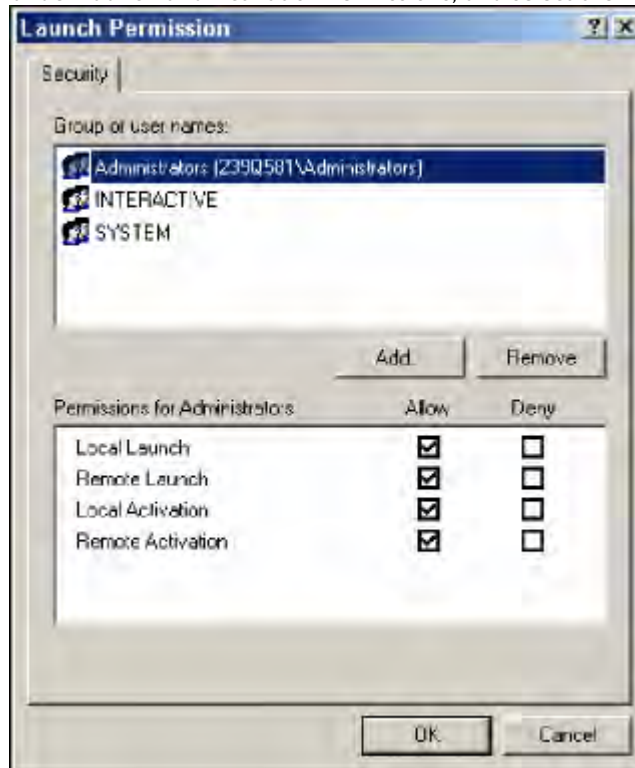 Launch Permission
Security
Group or user names:
Administrators (239Q581\Administrators)
INTERACTIVE
SYSTEM
Add.
Remove
Permissions for Administrators
Allow
Deny
Local Launch
Remote Launch
Local Activation
Remote Activation
OK
Cancel